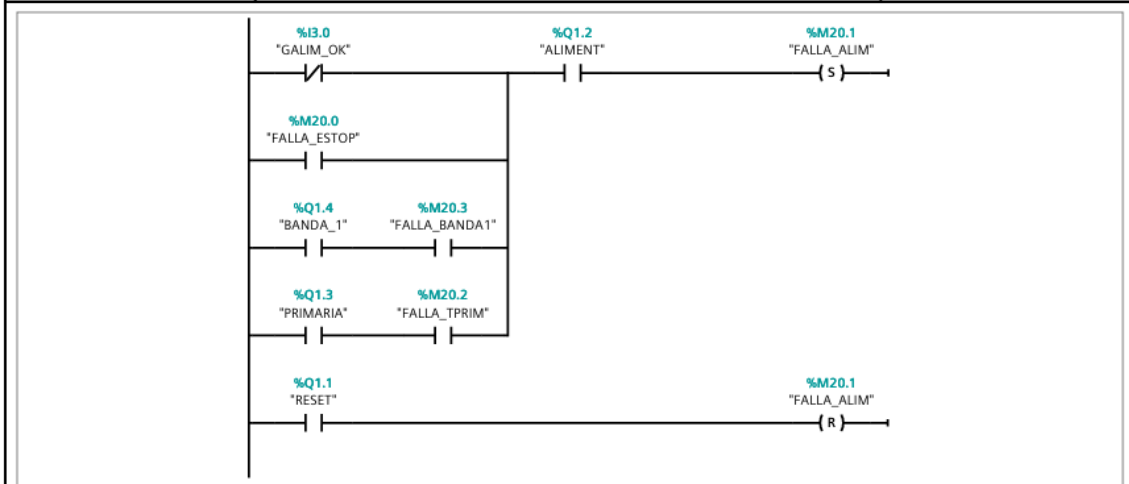 %I3.0 %Q1.2 %M20.1
"GALIM_OK" "ALIMENT" "FALLA_ALIM"
S
%M20.0
"FALLA_ESTOP"
%Q1.4 %M20.3
"BANDA_1" "FALLA_BANDA1"
%Q1.3 %M20.2
"PRIMARIA" "FALLA_TPRIM"
%Q1.1 %M20.1
"RESET" "FALLA_ALIM"
R